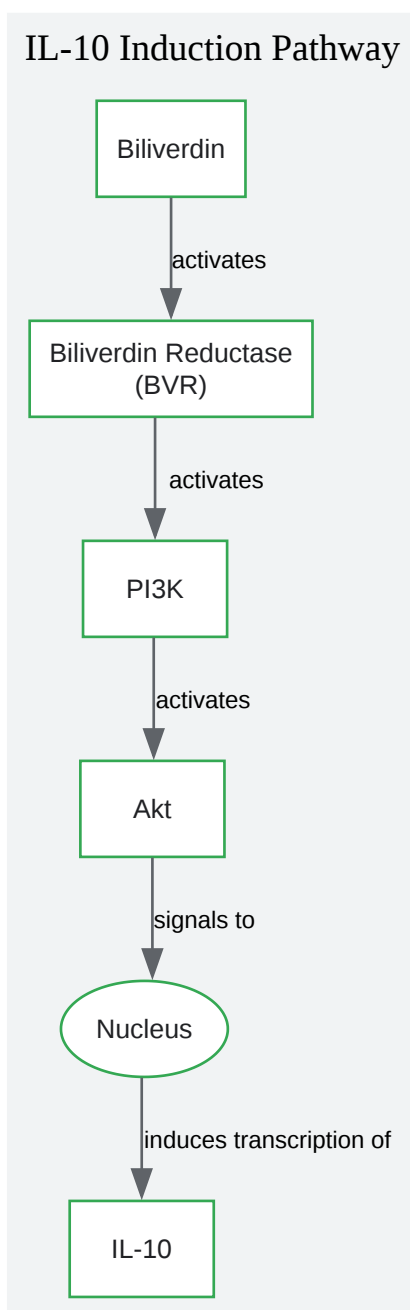 IL-10 Induction Pathway
Biliverdin
activates
Biliverdin Reductase
(BVR)
activates
PI3K
activates
Akt
signals to
Nucleus
induces transcription of
IL-10